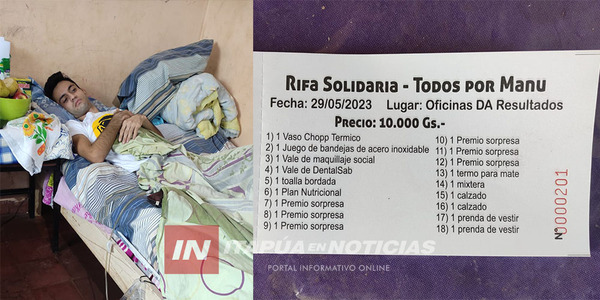 Rifa Solidaria - Todos por Manu
Fecha: 29/05/2023 Lugar: Oficinas DA Resultados
Precio: 10.000 Gs.-
1) 1 Vaso Chopp Termico
2) 1 Juego de bandejas de acero inoxidable
3) 1 Vale de maquillaje social
4) 1 Vale de DentalSab
5) 1 toalla bordada
6) 1 Plan Nutricional
7) 1 Premio sorpresa
8) 1 Premio sorpresa
9) 1 Premio sorpresa
10) 1 Premio sorpresa
11) 1 Premio sorpresa
12) 1 Premio sorpresa
13) 1 termo para mate
14) 1 mixtera
15) 1 calzado
16) 1 calzado
17) 1 prenda de vestir
18) 1 prenda de vestir
Nº 0000201
IN ITAPÚA EN NOTICIAS
PORTAL INFORMATIVO ONLINE